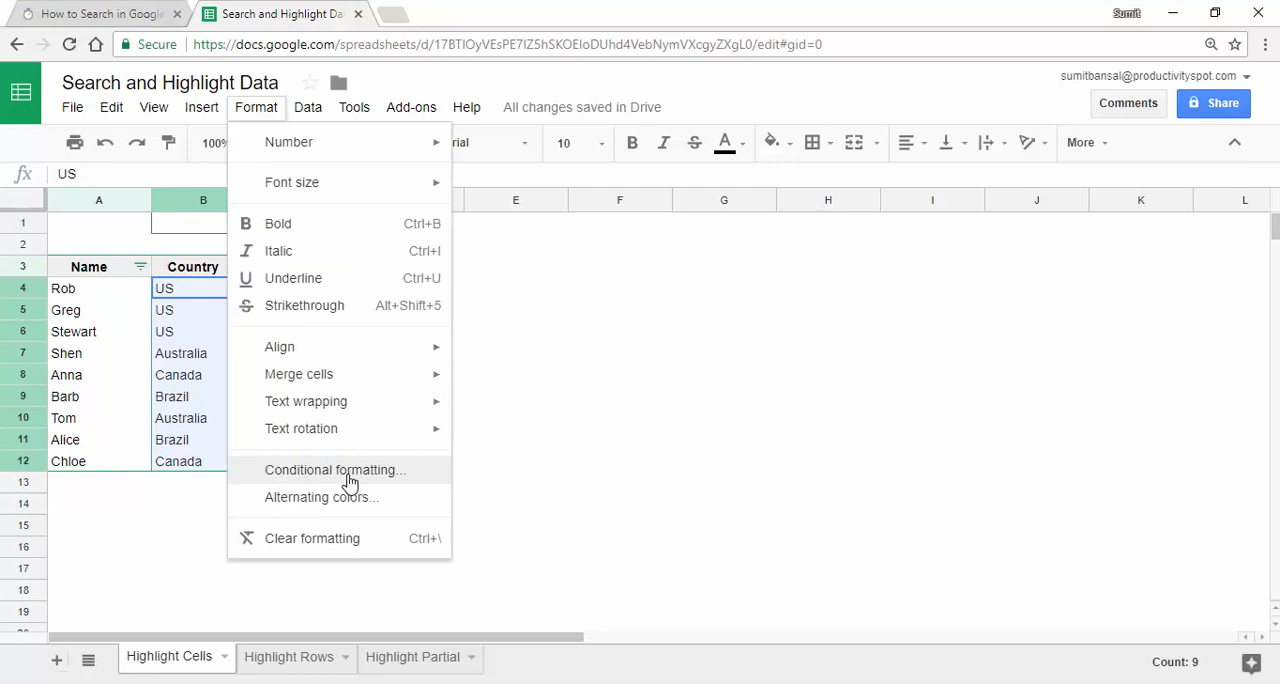 How to Search in Google
Search and Highlight Da
Sumit
Secure https://docs.google.com/spreadsheets/d/17BTlOyVEsPE7IZ5hSKOEIoDUhd4VebNymVXcgyZXgL0/edit#gid=0
Search and Highlight Data
sumitbansal@productivityspot.com
File Edit View Insert Format Data Tools Add-ons Help All changes saved in Drive
Comments Share
100% rial 10 B I S A More
fx US
A B E F G H I J K L
1
2
3 Name Country
4 Rob US
5 Greg US
6 Stewart US
7 Shen Australia
8 Anna Canada
9 Barb Brazil
10 Tom Australia
11 Alice Brazil
12 Chloe Canada
13
14
15
16
17
18
19
Number
Font size
B Bold Ctrl+B
I Italic Ctrl+I
U Underline Ctrl+U
S Strikethrough Alt+Shift+5
Align
Merge cells
Text wrapping
Text rotation
Conditional formatting...
Alternating colors...
Clear formatting Ctrl+\
Highlight Cells Highlight Rows Highlight Partial Count: 9